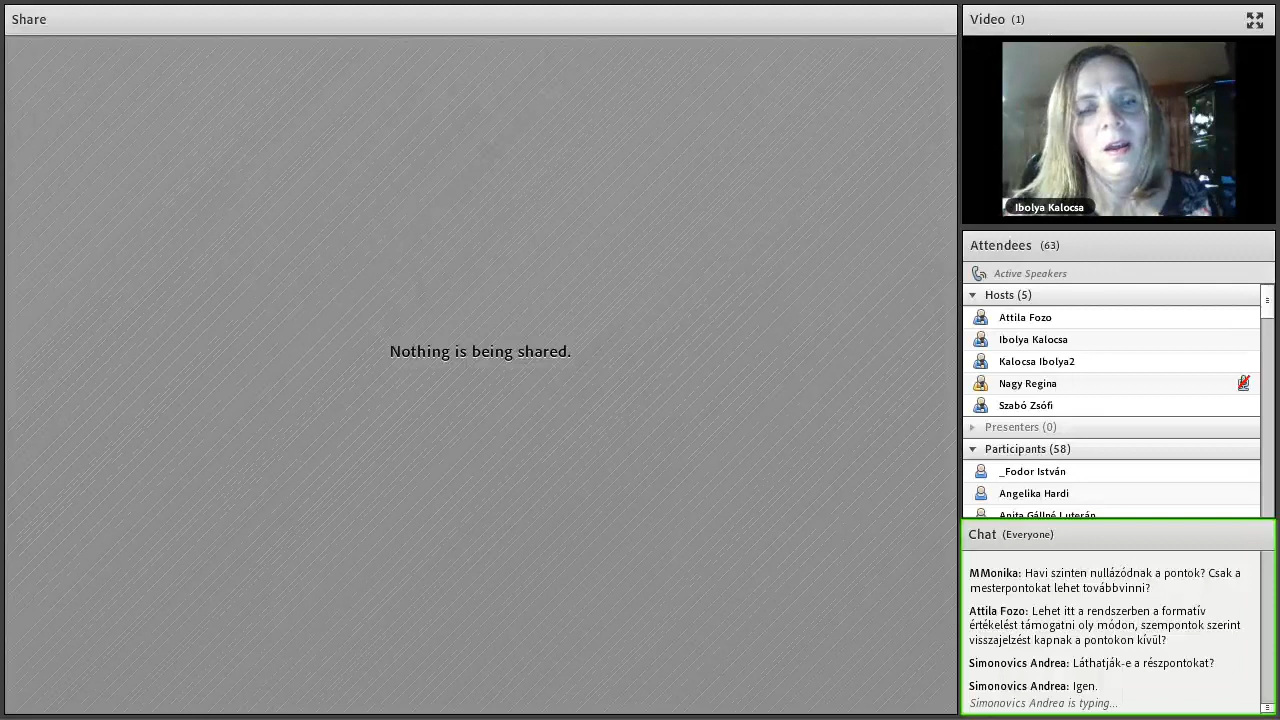 Share
Nothing is being shared.
Video (1)
Ibolya Kalocsa
Attendees (63)
Active Speakers
Hosts (5)
Attila Fozo
Ibolya Kalocsa
Kalocsa Ibolya2
Nagy Regina
Szabó Zsófi
Presenters (0)
Participants (58)
_Fodor István
Angelika Hardi
Anita Gállné Luterán
Chat (Everyone)
MMonika: Havi szinten nullázódnak a pontok? Csak a
mesterpontokat lehet továbbvinni?
Attila Fozo: Lehet itt a rendszerben a formatív
értékelést támogatni oly módon, szempontok szerint
visszajelzést kapnak a pontokon kívül?
Simonovics Andrea: Láthatják-e a részpontokat?
Simonovics Andrea: Igen.
Simonovics Andrea is typing...